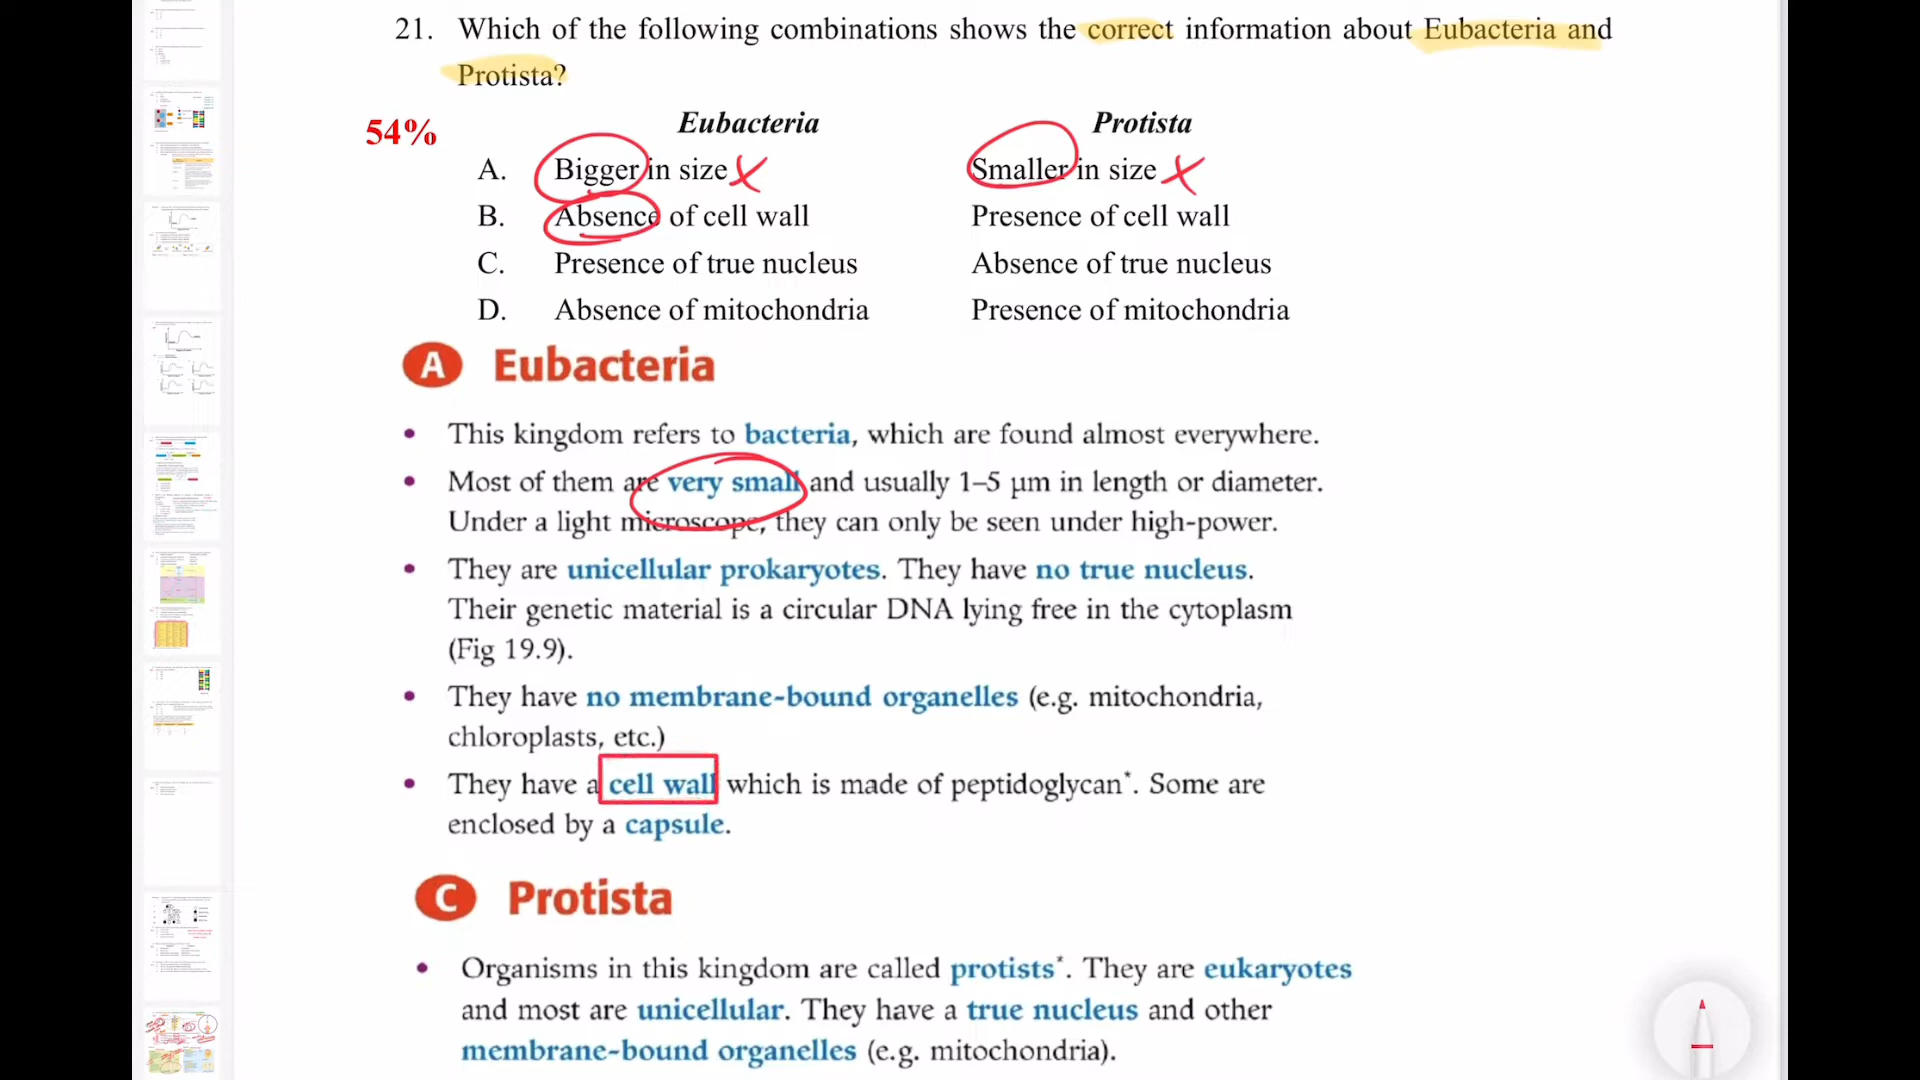 21. Which of the following combinations shows the correct information about Eubacteria and
Protista?
54%
Eubacteria Protista
A. Bigger in size Smaller in size
B. Absence of cell wall Presence of cell wall
C. Presence of true nucleus Absence of true nucleus
D. Absence of mitochondria Presence of mitochondria
A Eubacteria
• This kingdom refers to bacteria, which are found almost everywhere.
• Most of them are very small and usually 1–5 µm in length or diameter.
Under a light microscope, they can only be seen under high-power.
• They are unicellular prokaryotes. They have no true nucleus.
Their genetic material is a circular DNA lying free in the cytoplasm
(Fig 19.9).
• They have no membrane-bound organelles (e.g. mitochondria,
chloroplasts, etc.)
• They have a cell wall which is made of peptidoglycan*. Some are
enclosed by a capsule.
C Protista
• Organisms in this kingdom are called protists*. They are eukaryotes
and most are unicellular. They have a true nucleus and other
membrane-bound organelles (e.g. mitochondria).